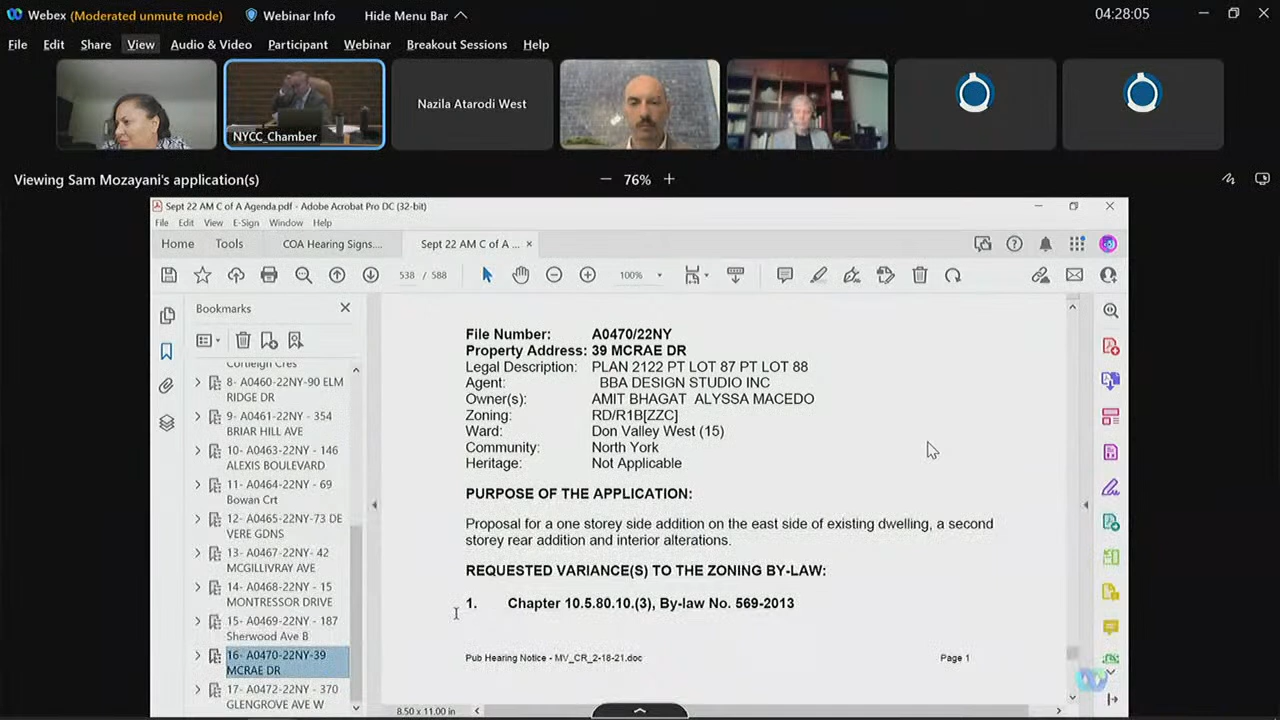 Webex (Moderated unmute mode) Webinar Info Hide Menu Bar 04:28:05
File Edit Share View Audio & Video Participant Webinar Breakout Sessions Help
NYCC_Chamber
Nazila Atarodi West
Viewing Sam Mozayani's application(s) 76%
Sept 22 AM C of A Agenda.pdf - Adobe Acrobat Pro DC (32-bit)
File Edit View E-Sign Window Help
Home Tools COA Hearing Signs.... Sept 22 AM C of A ... ×
538 / 588 100%
Bookmarks
Cortleigh Cres
8- A0460-22NY-90 ELM
RIDGE DR
9- A0461-22NY - 354
BRIAR HILL AVE
10- A0463-22NY - 146
ALEXIS BOULEVARD
11- A0464-22NY - 69
Bowan Crt
12- A0465-22NY-73 DE
VERE GDNS
13- A0467-22NY- 42
MCGILLIVRAY AVE
14- A0468-22NY - 15
MONTRESSOR DRIVE
15- A0469-22NY - 187
Sherwood Ave B
16- A0470-22NY-39
MCRAE DR
17- A0472-22NY - 370
GLENGROVE AVE W
File Number: A0470/22NY
Property Address: 39 MCRAE DR
Legal Description: PLAN 2122 PT LOT 87 PT LOT 88
Agent: BBA DESIGN STUDIO INC
Owner(s): AMIT BHAGAT ALYSSA MACEDO
Zoning: RD/R1B[ZZC]
Ward: Don Valley West (15)
Community: North York
Heritage: Not Applicable
PURPOSE OF THE APPLICATION:
Proposal for a one storey side addition on the east side of existing dwelling, a second
storey rear addition and interior alterations.
REQUESTED VARIANCE(S) TO THE ZONING BY-LAW:
1. Chapter 10.5.80.10.(3), By-law No. 569-2013
Pub Hearing Notice - MV_CR_2-18-21.doc Page 1
8.50 x 11.00 in